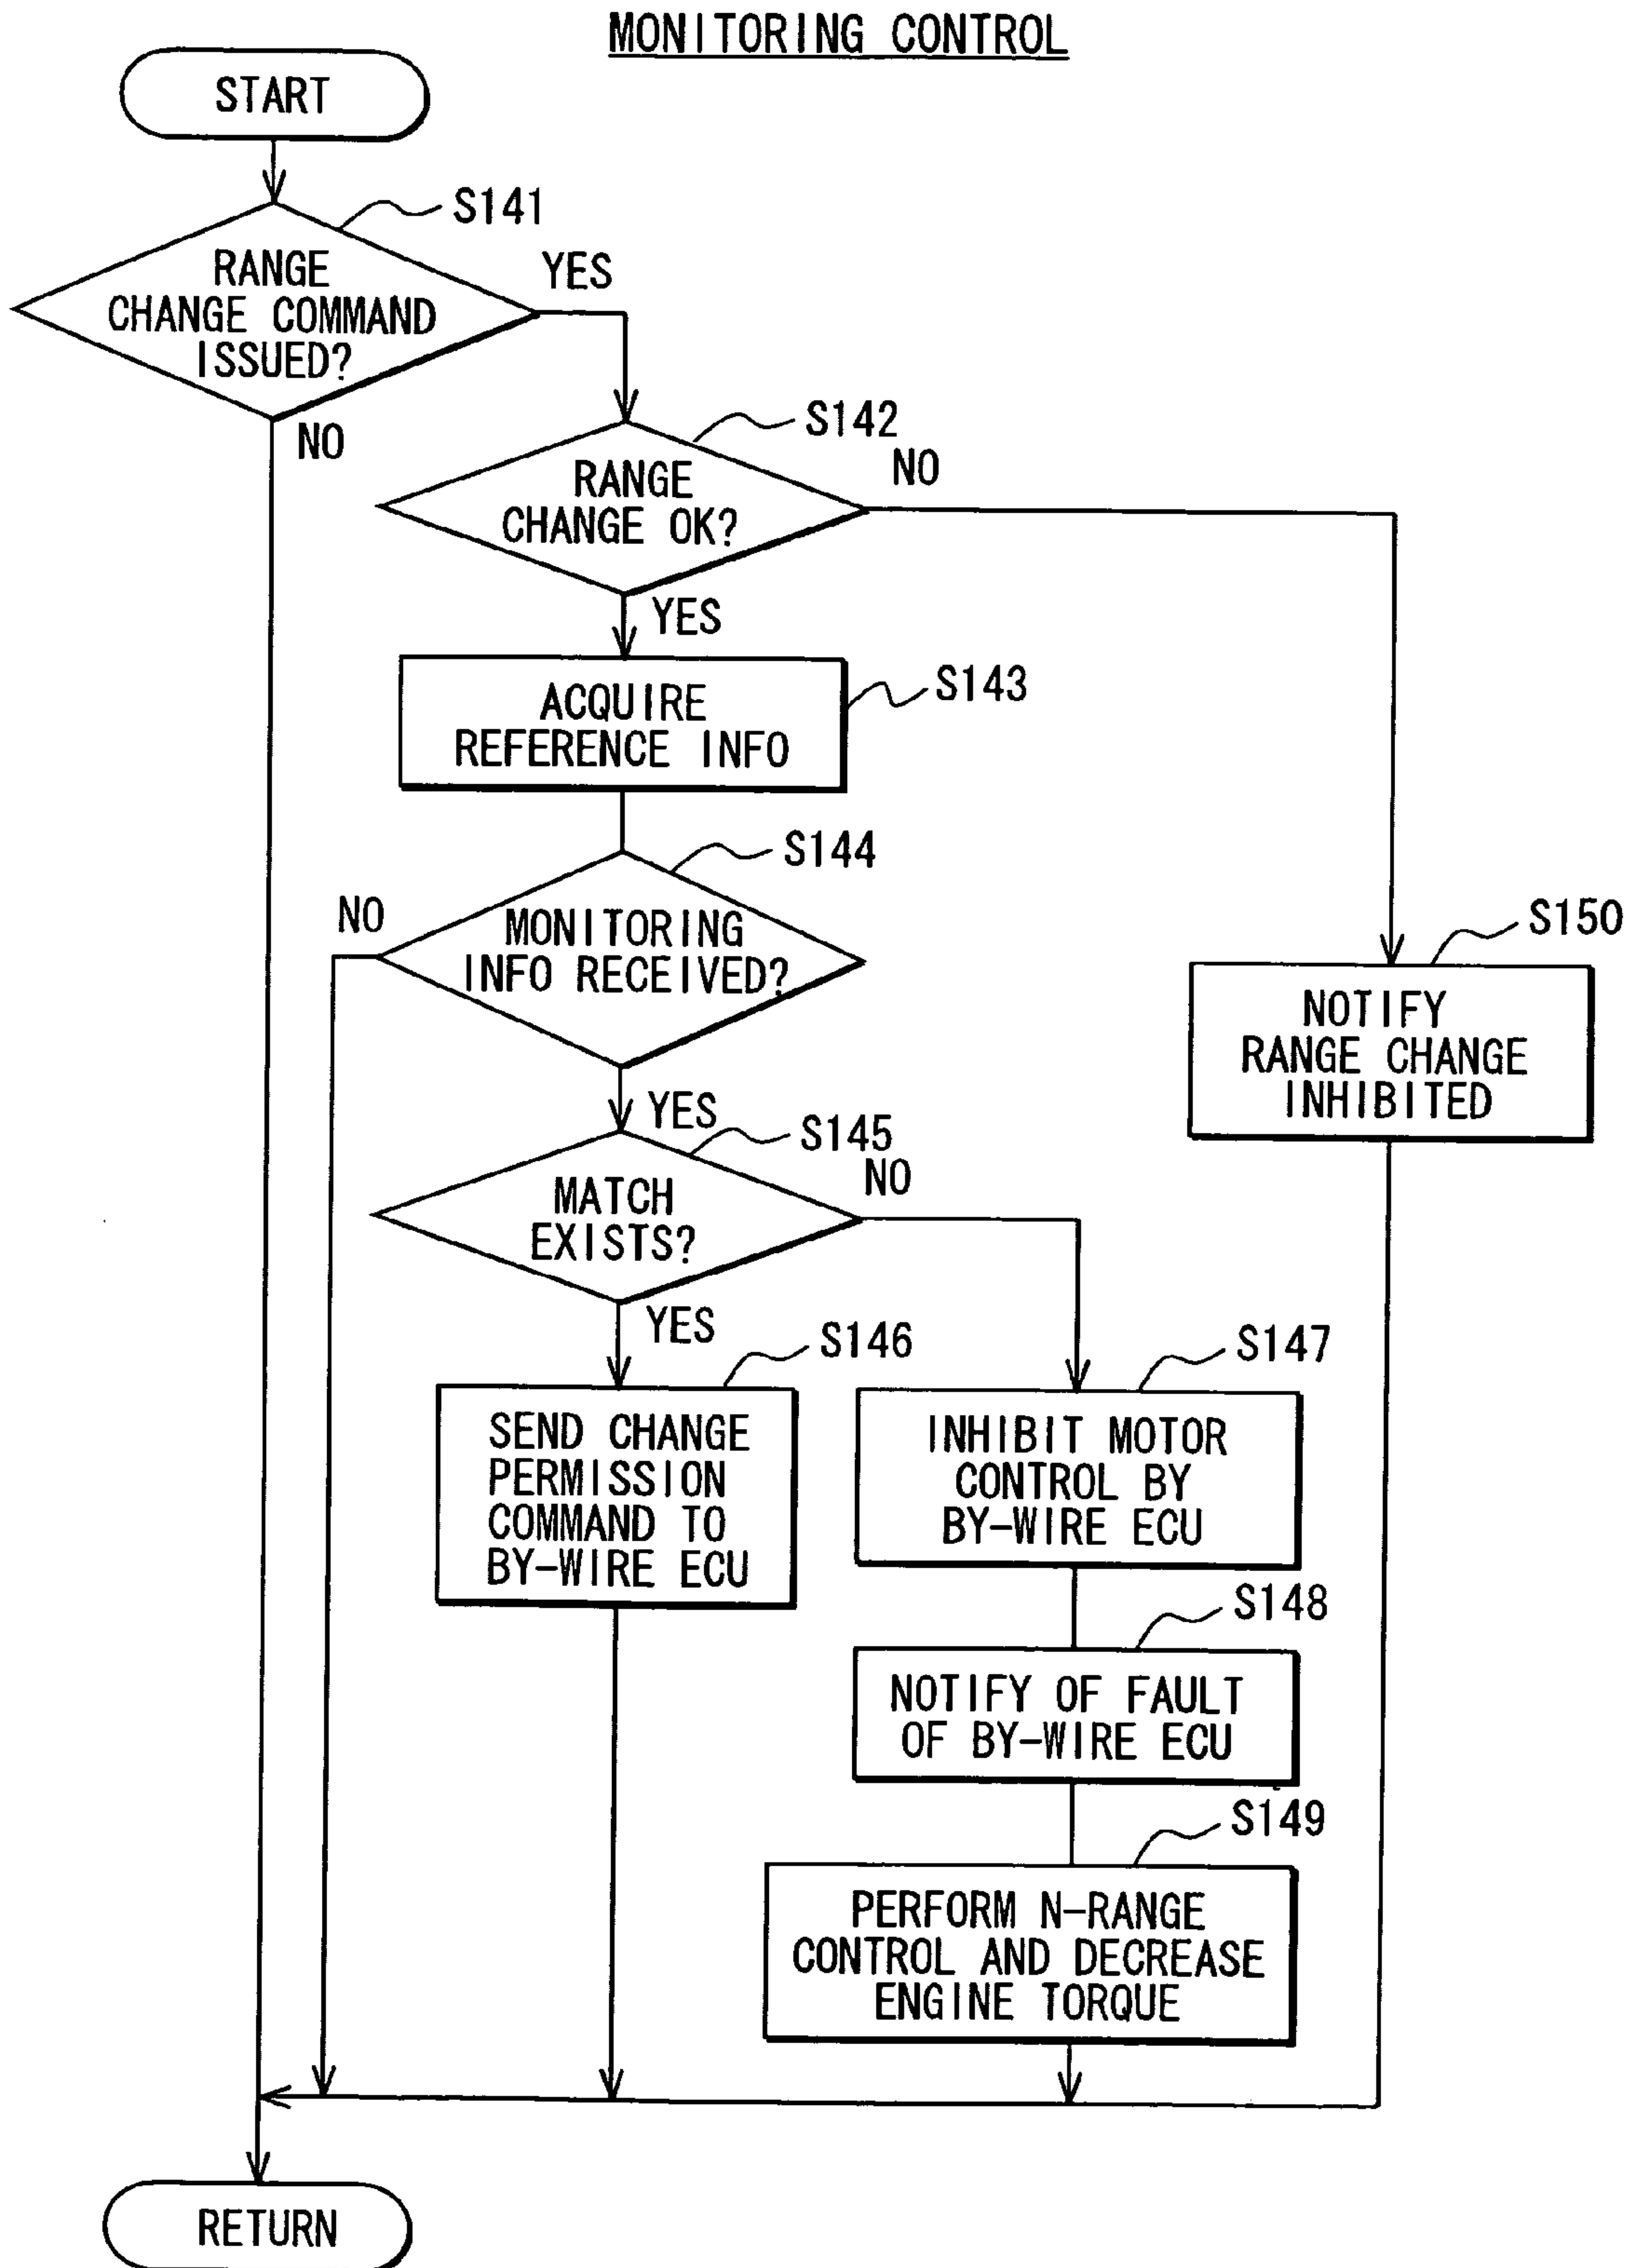 MONITORING CONTROL
START
S141
RANGE
CHANGE COMMAND
ISSUED?
YES
NO
S142
RANGE
CHANGE OK?
NO
YES
S143
ACQUIRE
REFERENCE INFO
S144
NO
MONITORING
INFO RECEIVED?
S150
NOTIFY
RANGE CHANGE
INHIBITED
YES
S145
MATCH
EXISTS?
NO
YES
S146
SEND CHANGE
PERMISSION
COMMAND TO
BY-WIRE ECU
S147
INHIBIT MOTOR
CONTROL BY
BY-WIRE ECU
S148
NOTIFY OF FAULT
OF BY-WIRE ECU
S149
PERFORM N-RANGE
CONTROL AND DECREASE
ENGINE TORQUE
RETURN